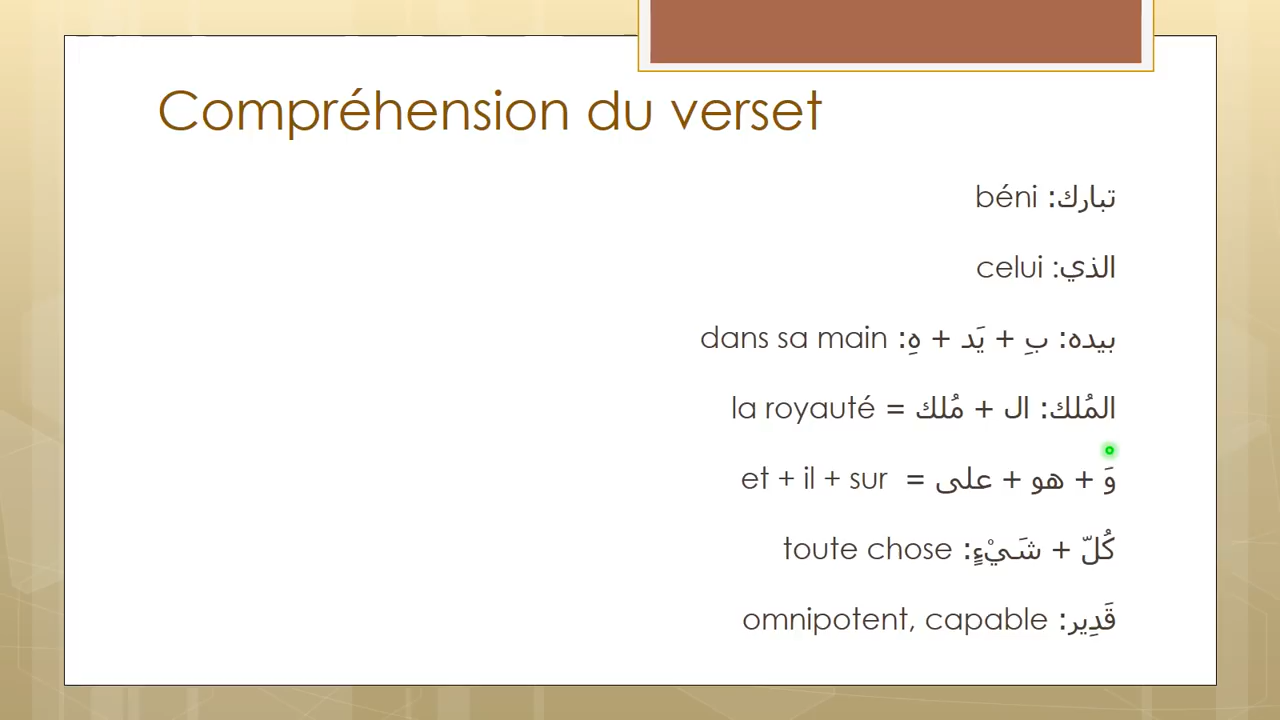 Compréhension du verset
تبارك: béni
الذي: celui
بيده: بِ + يَد + هِ: dans sa main
المُلك: ال + مُلك = la royauté
وَ + هو + على = et + il + sur
كُلّ + شَيْءٍ: toute chose
قَدِير: omnipotent, capable